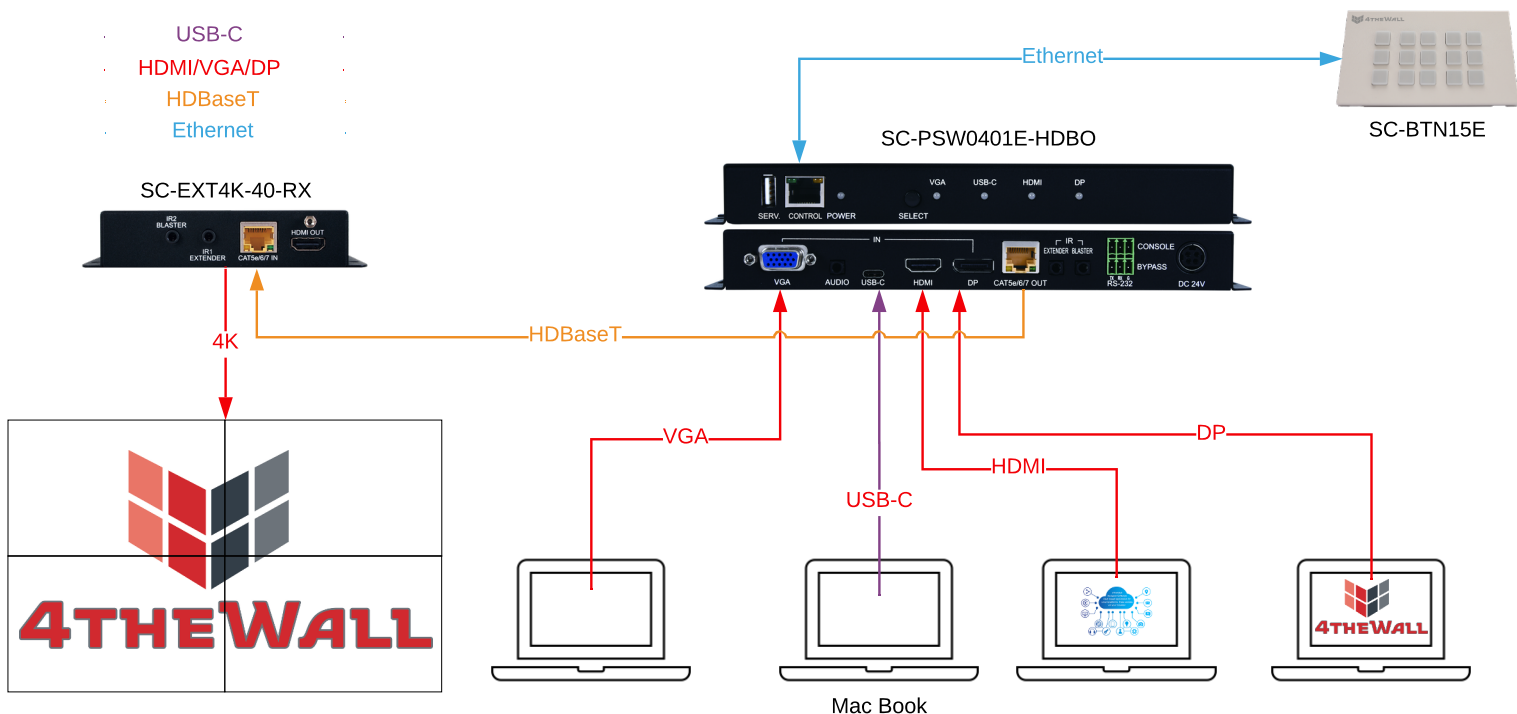 USB-C
HDMI/VGA/DP
HDBaseT
Ethernet
Ethernet
4THEWALL
SC-BTN15E
SC-PSW0401E-HDBO
VGA USB-C HDMI DP
SERV. CONTROL POWER SELECT
SC-EXT4K-40-RX
IR2
BLASTER
HDMI OUT
IR1
EXTENDER
CAT5e/6/7 IN
IN
IR
EXTENDER BLASTER
CONSOLE
BYPASS
TX RX G
VGA AUDIO USB-C HDMI DP CAT5e/6/7 OUT RS-232 DC 24V
HDBaseT
4K
VGA
DP
HDMI
USB-C
4THEWALL
4THEWALL
Mac Book